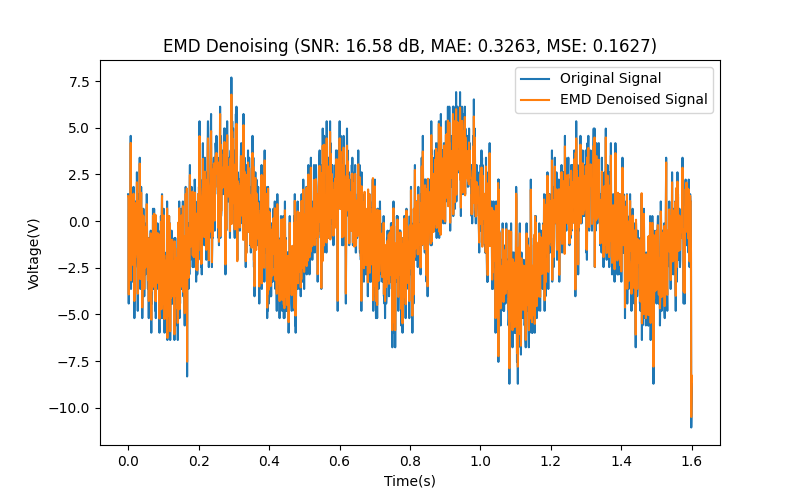 EMD Denoising (SNR: 16.58 dB, MAE: 0.3263, MSE: 0.1627)
Original Signal
EMD Denoised Signal
Voltage(V)
7.5
5.0
2.5
0.0
−2.5
−5.0
−7.5
−10.0
0.0 0.2 0.4 0.6 0.8 1.0 1.2 1.4 1.6
Time(s)